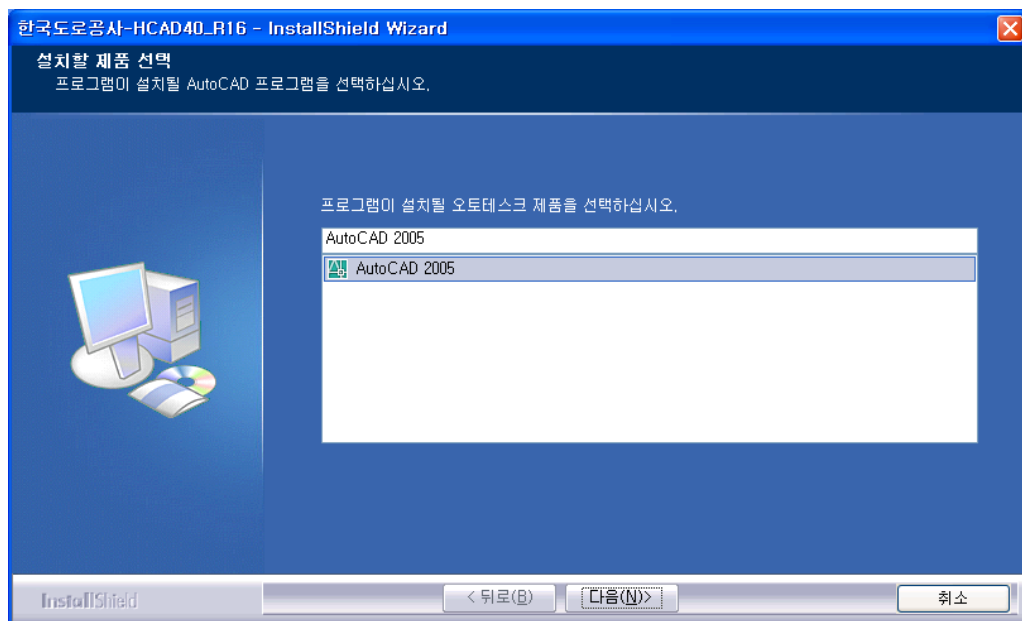 한국도로공사-HCAD40_R16 - InstallShield Wizard
설치할 제품 선택
프로그램이 설치될 AutoCAD 프로그램을 선택하십시오.
프로그램이 설치될 오토테스크 제품을 선택하십시오.
AutoCAD 2005
AutoCAD 2005
InstallShield
< 뒤로(B)
다음(N)>
취소